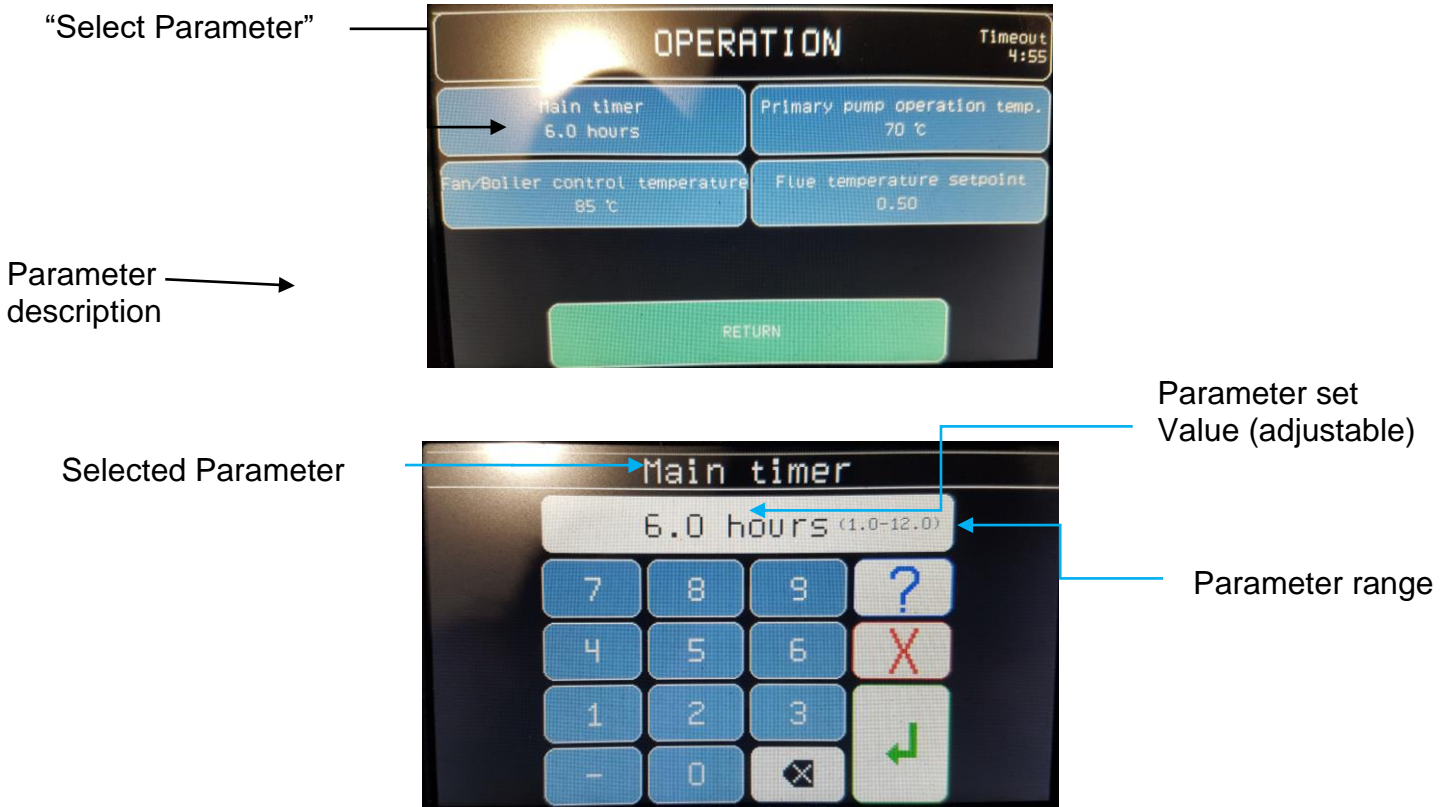 “Select Parameter”
OPERATION
Timeout
4:55
Main timer
6.0 hours
Primary pump operation temp.
70 ℃
Fan/Boiler control temperature
85 ℃
Flue temperature setpoint
0.50
Parameter
description
RETURN
Parameter set
Value (adjustable)
Selected Parameter
Main timer
6.0 hours (1.0-12.0)
Parameter range
7 8 9 ?
4 5 6 X
1 2 3
- 0